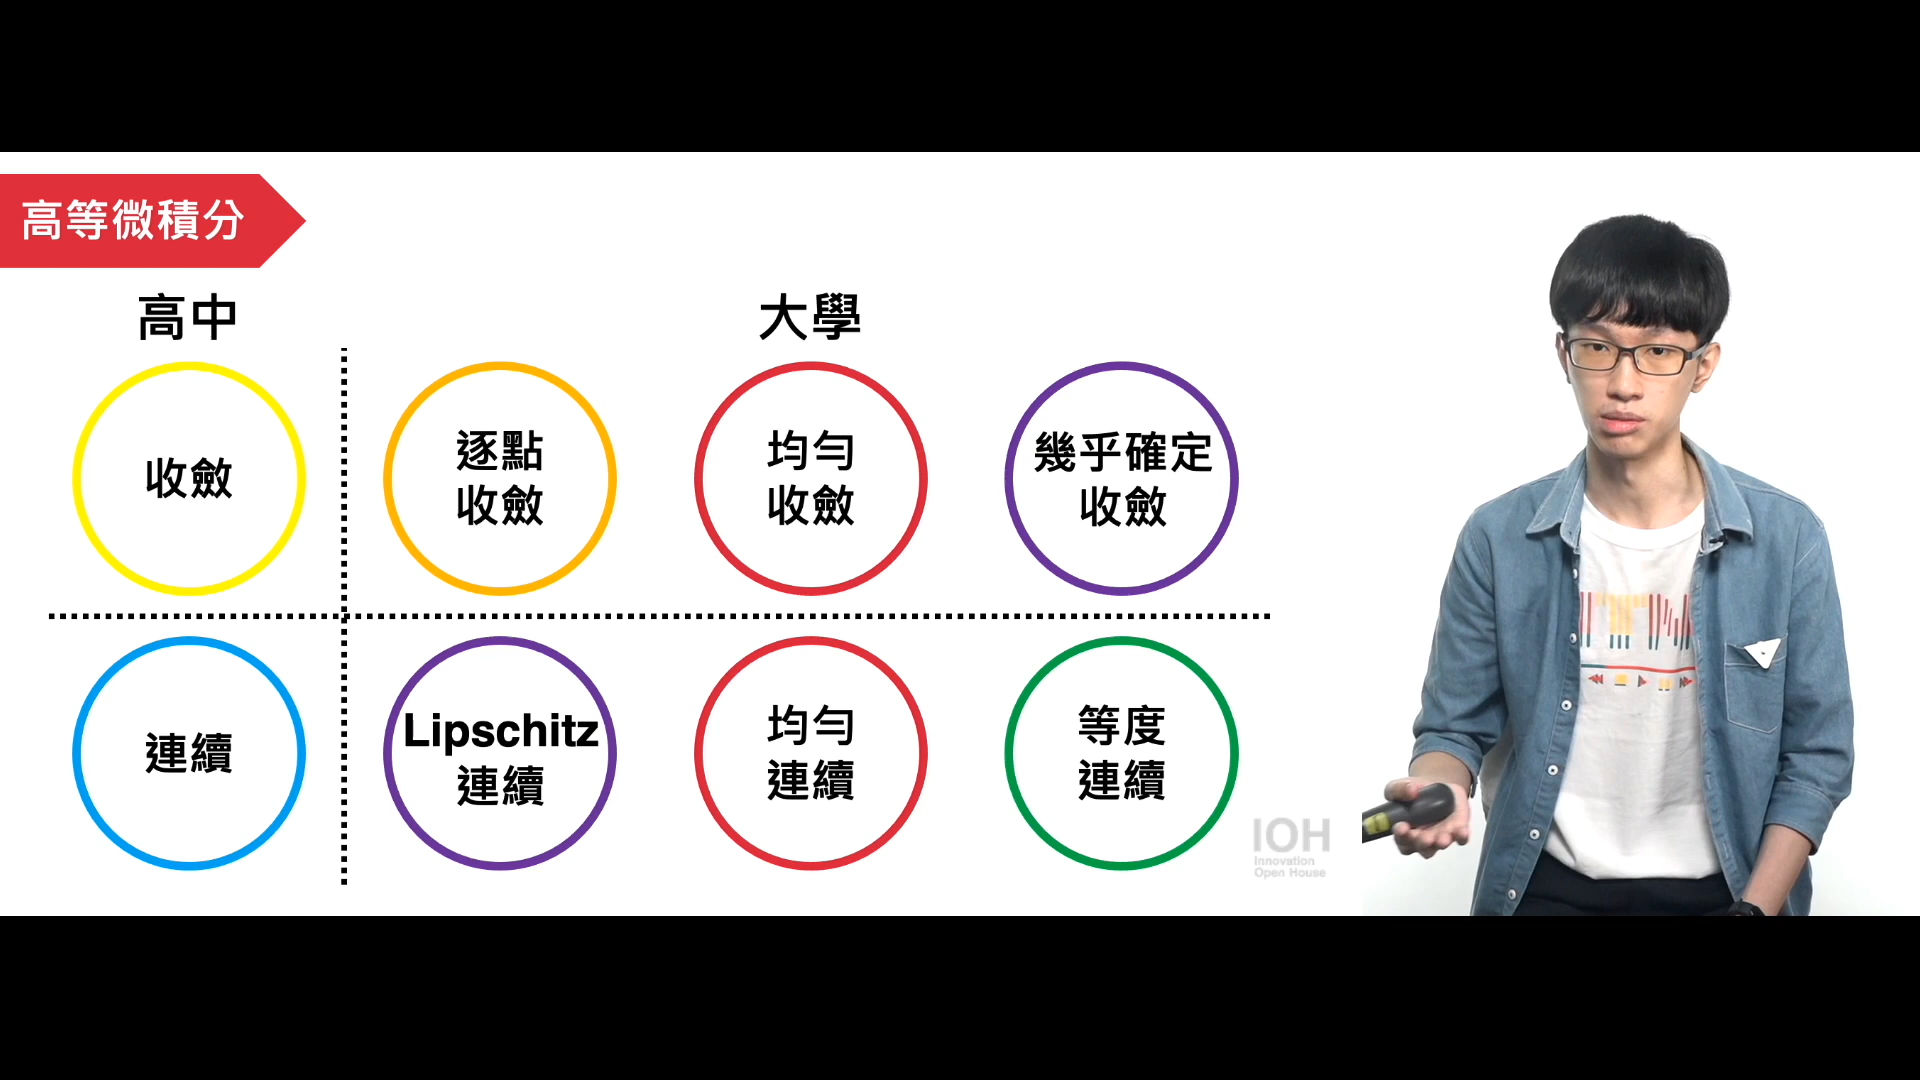 高等微積分
高中
大學
收斂
逐點
收斂
均勻
收斂
幾乎確定
收斂
連續
Lipschitz
連續
均勻
連續
等度
連續
IOH
Innovation
Open House